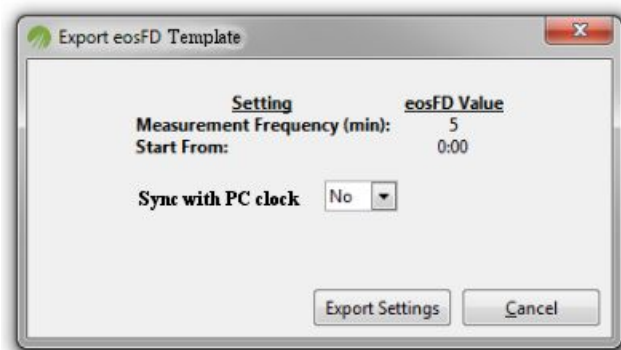 Export eosFD Template
Setting eosFD Value
Measurement Frequency (min): 5
Start From: 0:00
Sync with PC clock No
Export Settings Cancel